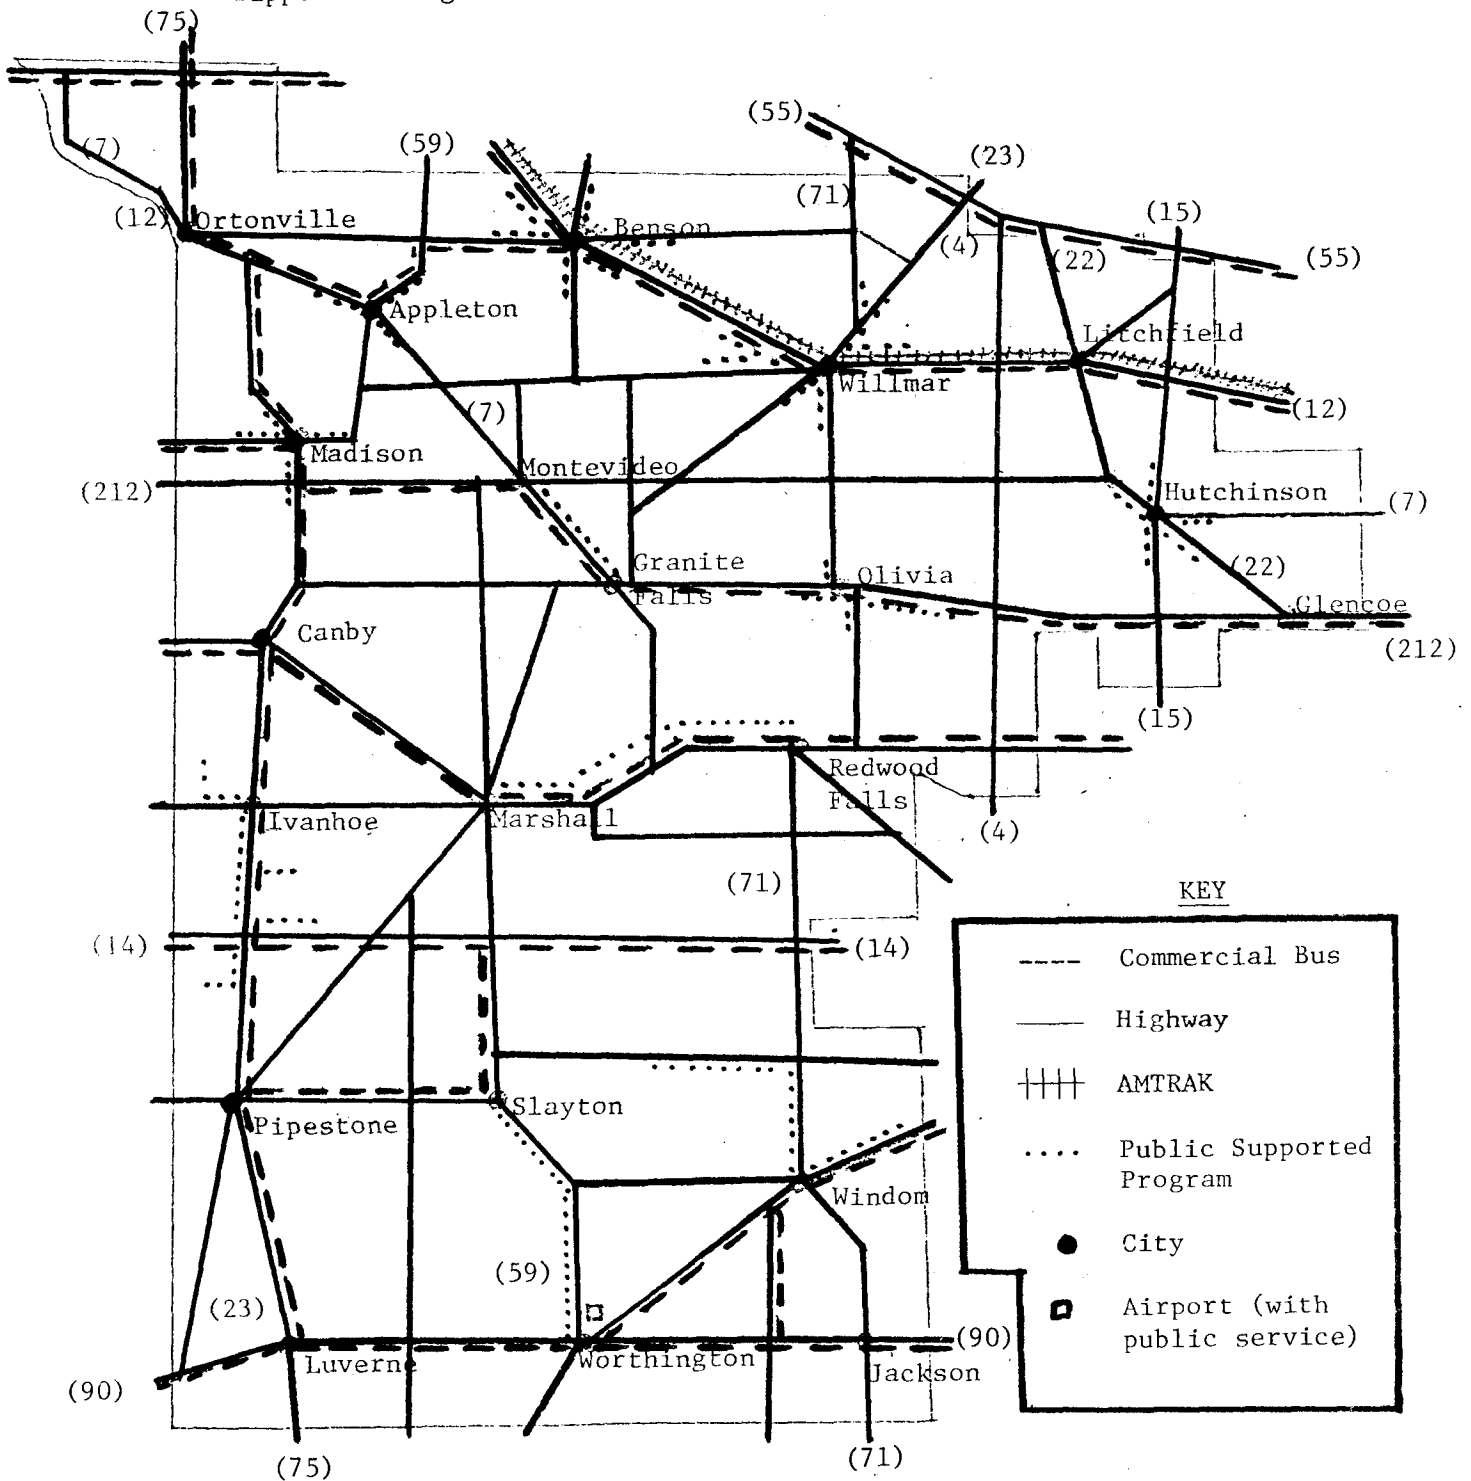 (75)
(55)
(59)
(23)
(7)
(71)
(15)
(12)
Ortonville
Benson
(4)
(22)
(55)
Appleton
Litchfield
Willmar
(7)
(12)
Madison
Montevideo
(212)
Hutchinson
(7)
Granite
Falls
Olivia
(22)
Glencoe
Canby
(212)
(15)
Redwood
Falls
Ivanhoe
Marshall
(4)
(71)
KEY
(14)
(14)
Commercial Bus
Highway
AMTRAK
Slayton
Pipestone
Public Supported
Program
Windom
City
(59)
(23)
Airport (with
public service)
(90)
Luverne
Worthington
Jackson
(90)
(71)
(75)